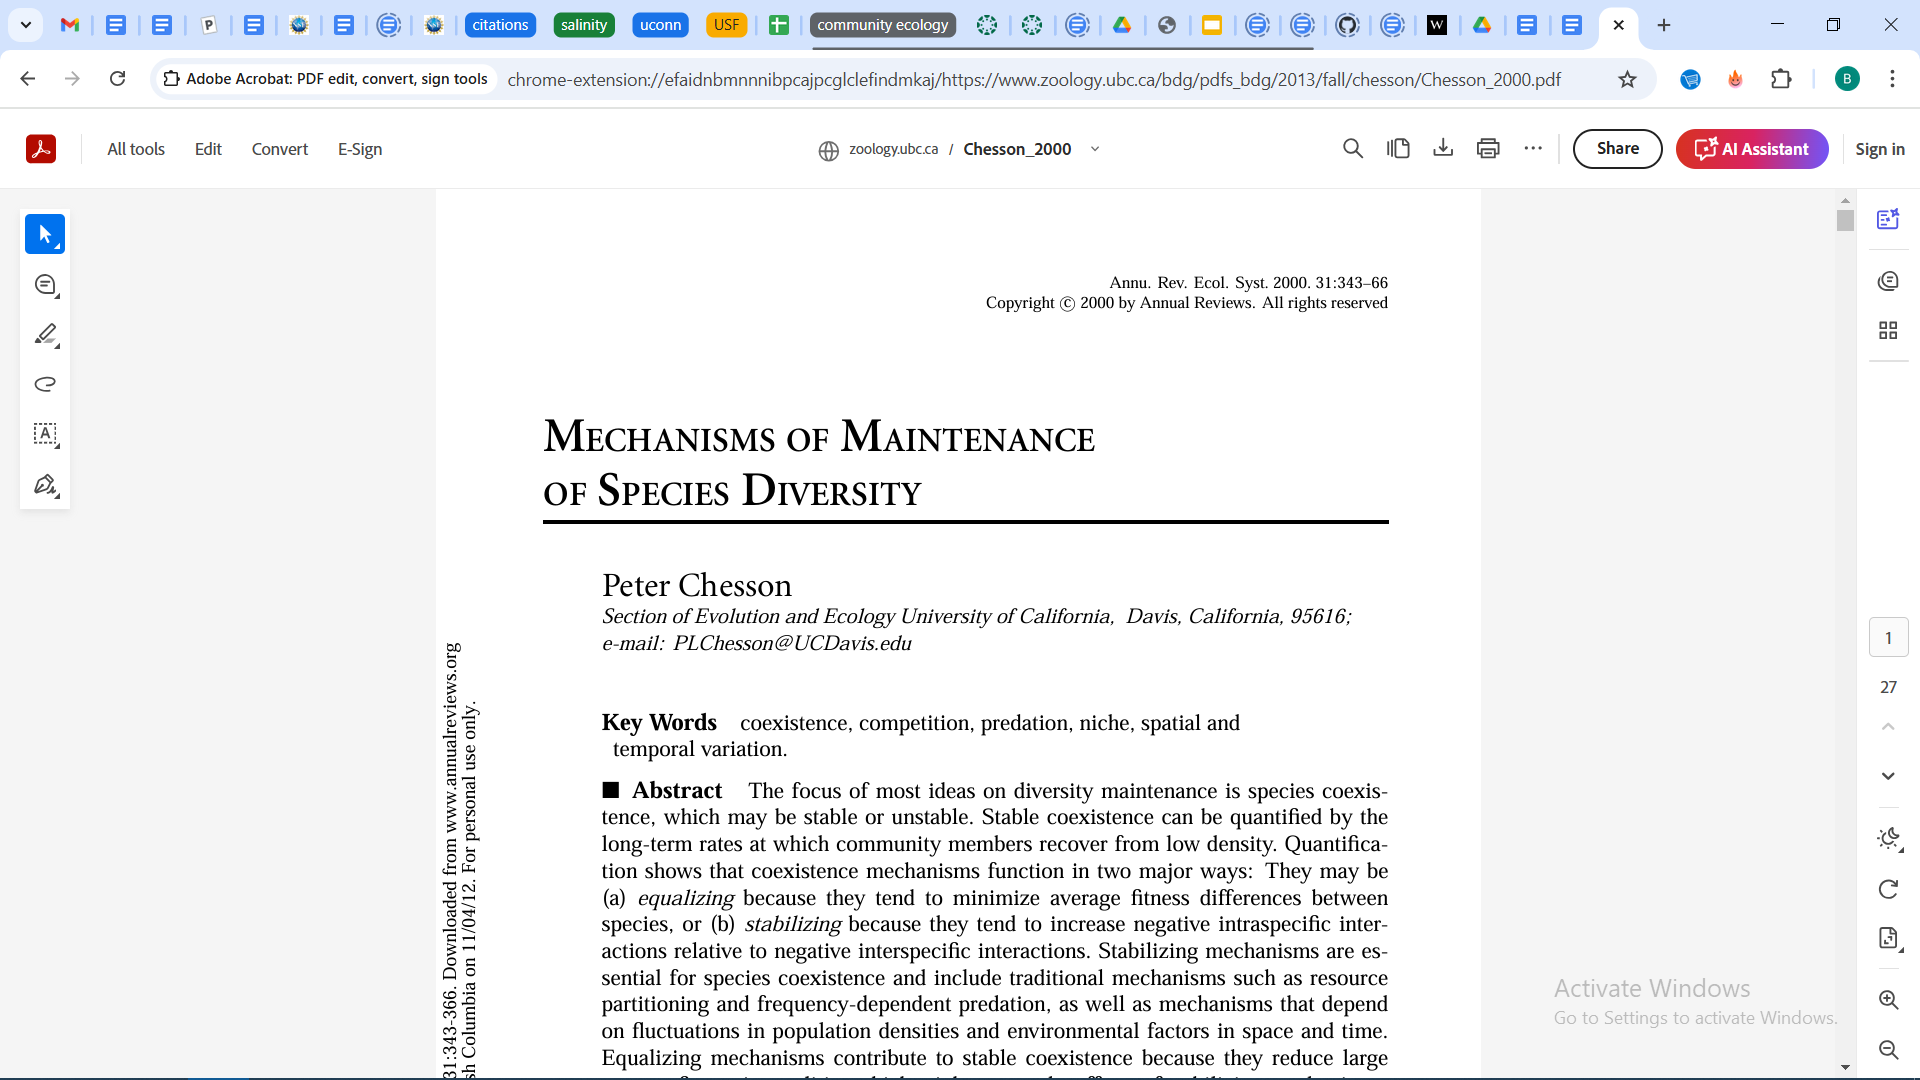 citations
salinity
uconn
USF
community ecology
Adobe Acrobat: PDF edit, convert, sign tools
chrome-extension://efaidnbmnnnibpcajpcglclefindmkaj/https://www.zoology.ubc.ca/bdg/pdfs_bdg/2013/fall/chesson/Chesson_2000.pdf
B
All tools
Edit
Convert
E-Sign
zoology.ubc.ca / Chesson_2000
Share
AI Assistant
Sign in
Annu. Rev. Ecol. Syst. 2000. 31:343–66
Copyright © 2000 by Annual Reviews. All rights reserved
MECHANISMS OF MAINTENANCE
OF SPECIES DIVERSITY
Peter Chesson
Section of Evolution and Ecology University of California, Davis, California, 95616;
e-mail: PLChesson@UCDavis.edu
Key Words coexistence, competition, predation, niche, spatial and
temporal variation.
■ Abstract The focus of most ideas on diversity maintenance is species coexis-
tence, which may be stable or unstable. Stable coexistence can be quantified by the
long-term rates at which community members recover from low density. Quantifica-
tion shows that coexistence mechanisms function in two major ways: They may be
(a) equalizing because they tend to minimize average fitness differences between
species, or (b) stabilizing because they tend to increase negative intraspecific inter-
actions relative to negative interspecific interactions. Stabilizing mechanisms are es-
sential for species coexistence and include traditional mechanisms such as resource
partitioning and frequency-dependent predation, as well as mechanisms that depend
on fluctuations in population densities and environmental factors in space and time.
Equalizing mechanisms contribute to stable coexistence because they reduce large
31:343-366. Downloaded from www.annualreviews.org
sh Columbia on 11/04/12. For personal use only.
1
27
Activate Windows
Go to Settings to activate Windows.